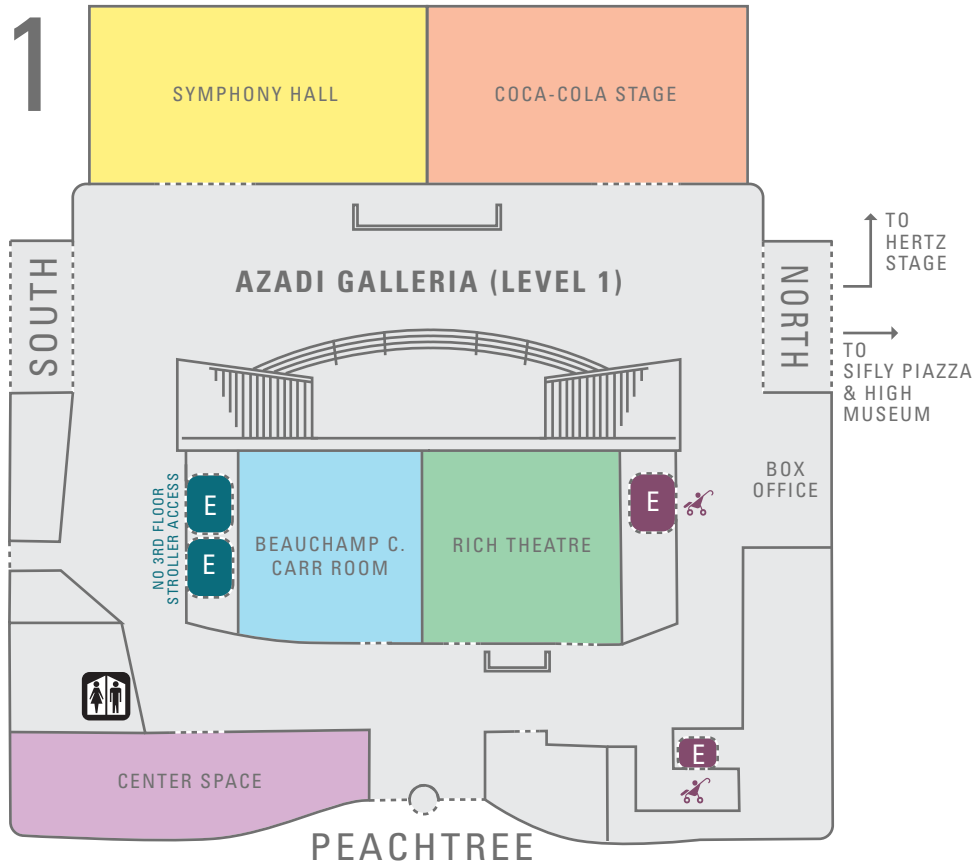 1
SYMPHONY HALL
COCA-COLA STAGE
TO
HERTZ
STAGE
SOUTH
AZADI GALLERIA (LEVEL 1)
NORTH
TO
SIFLY PIAZZA
& HIGH
MUSEUM
BOX
OFFICE
NO 3RD FLOOR
STROLLER ACCESS
E
E
BEAUCHAMP C.
CARR ROOM
RICH THEATRE
E
E
CENTER SPACE
PEACHTREE